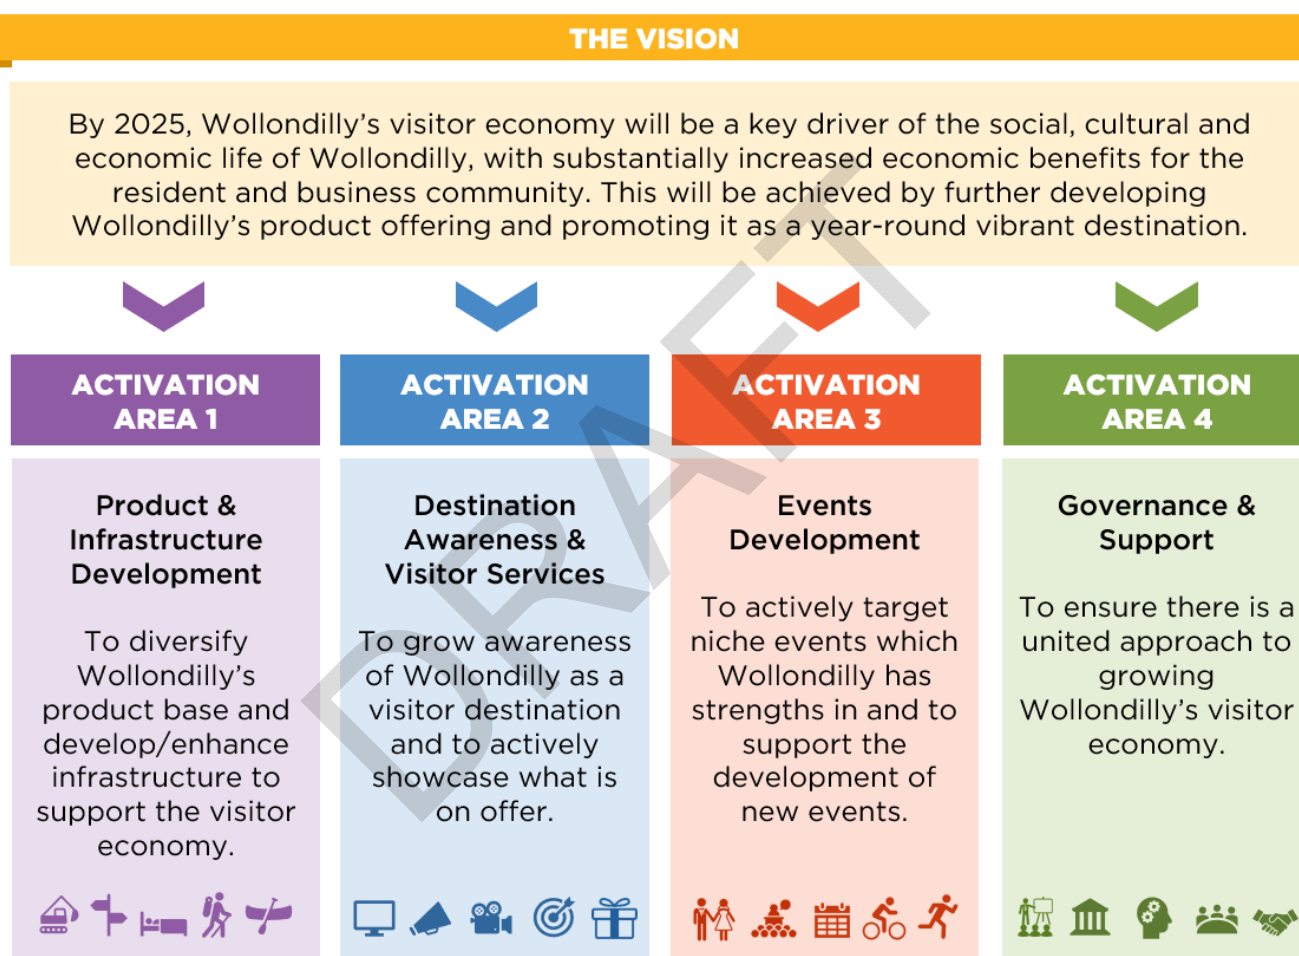 THE VISION
By 2025, Wollondilly's visitor economy will be a key driver of the social, cultural and
economic life of Wollondilly, with substantially increased economic benefits for the
resident and business community. This will be achieved by further developing
Wollondilly's product offering and promoting it as a year-round vibrant destination.
ACTIVATION
AREA 1
Product &
Infrastructure
Development
To diversify
Wollondilly's
product base and
develop/enhance
infrastructure to
support the visitor
economy.
ACTIVATION
AREA 2
Destination
Awareness &
Visitor Services
To grow awareness
of Wollondilly as a
visitor destination
and to actively
showcase what is
on offer.
ACTIVATION
AREA 3
Events
Development
To actively target
niche events which
Wollondilly has
strengths in and to
support the
development of
new events.
ACTIVATION
AREA 4
Governance &
Support
To ensure there is a
united approach to
growing
Wollondilly's visitor
economy.
DRAFT